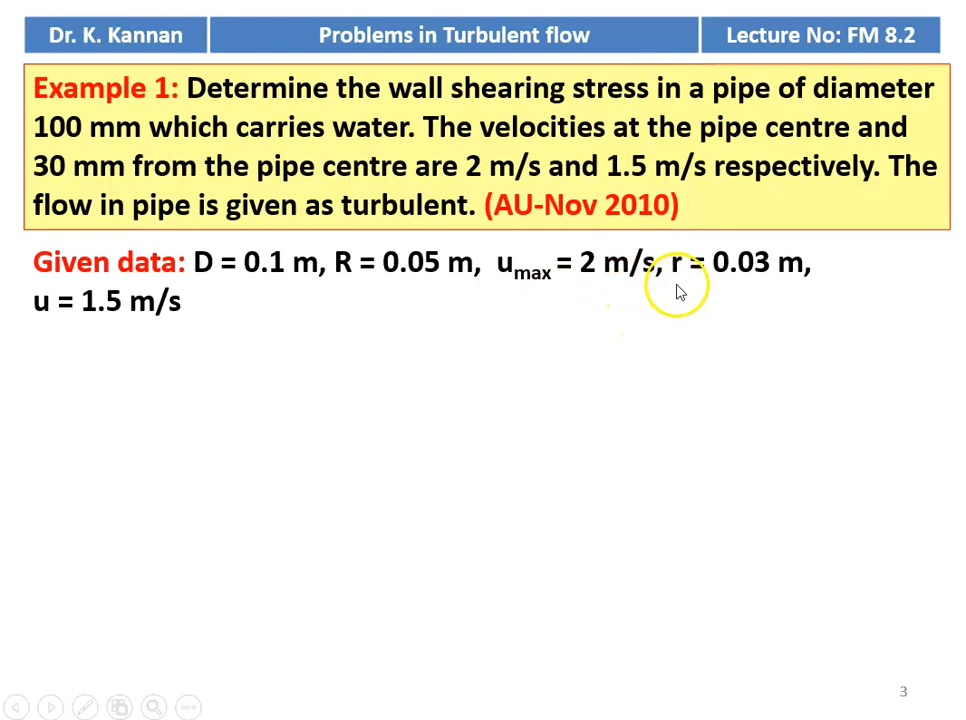 Dr. K. Kannan Problems in Turbulent flow Lecture No: FM 8.2
Example 1: Determine the wall shearing stress in a pipe of diameter
100 mm which carries water. The velocities at the pipe centre and
30 mm from the pipe centre are 2 m/s and 1.5 m/s respectively. The
flow in pipe is given as turbulent. (AU-Nov 2010)
Given data: D = 0.1 m, R = 0.05 m, umax = 2 m/s, r = 0.03 m,
u = 1.5 m/s
3